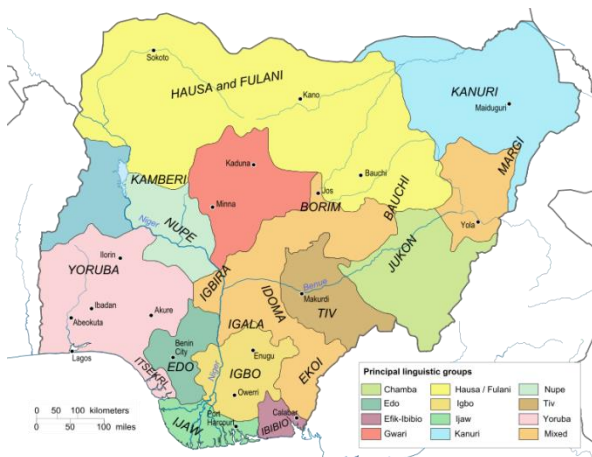 Sokoto
HAUSA and FULANI
Kano
KANURI
Maiduguri
MARGI
Kaduna
KAMBERI
Bauchi
Jos
BAUCHI
Minna
BORIM
Niger
NUPE
Yola
Ilorin
YORUBA
IGBIRA
JUKON
Benue
Ibadan
Abeokuta
Akure
IDOMA
Makurdi
TIV
Lagos
Benin
City
EDO
IGALA
Enugu
ITSEKRI
Niger
IGBO
EKOI
Owerri
Port
Harcourt
IJAW
IBIBIO
Calabar
0 50 100 kilometers
0 50 100 miles
Principal linguistic groups
Chamba
Edo
Efik-Ibibio
Gwari
Hausa / Fulani
Igbo
Ijaw
Kanuri
Nupe
Tiv
Yoruba
Mixed